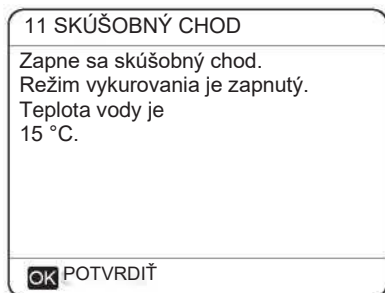 11 SKÚŠOBNÝ CHOD
Zapne sa skúšobný chod.
Režim vykurovania je zapnutý.
Teplota vody je
15 °C.
OK POTVRDIŤ